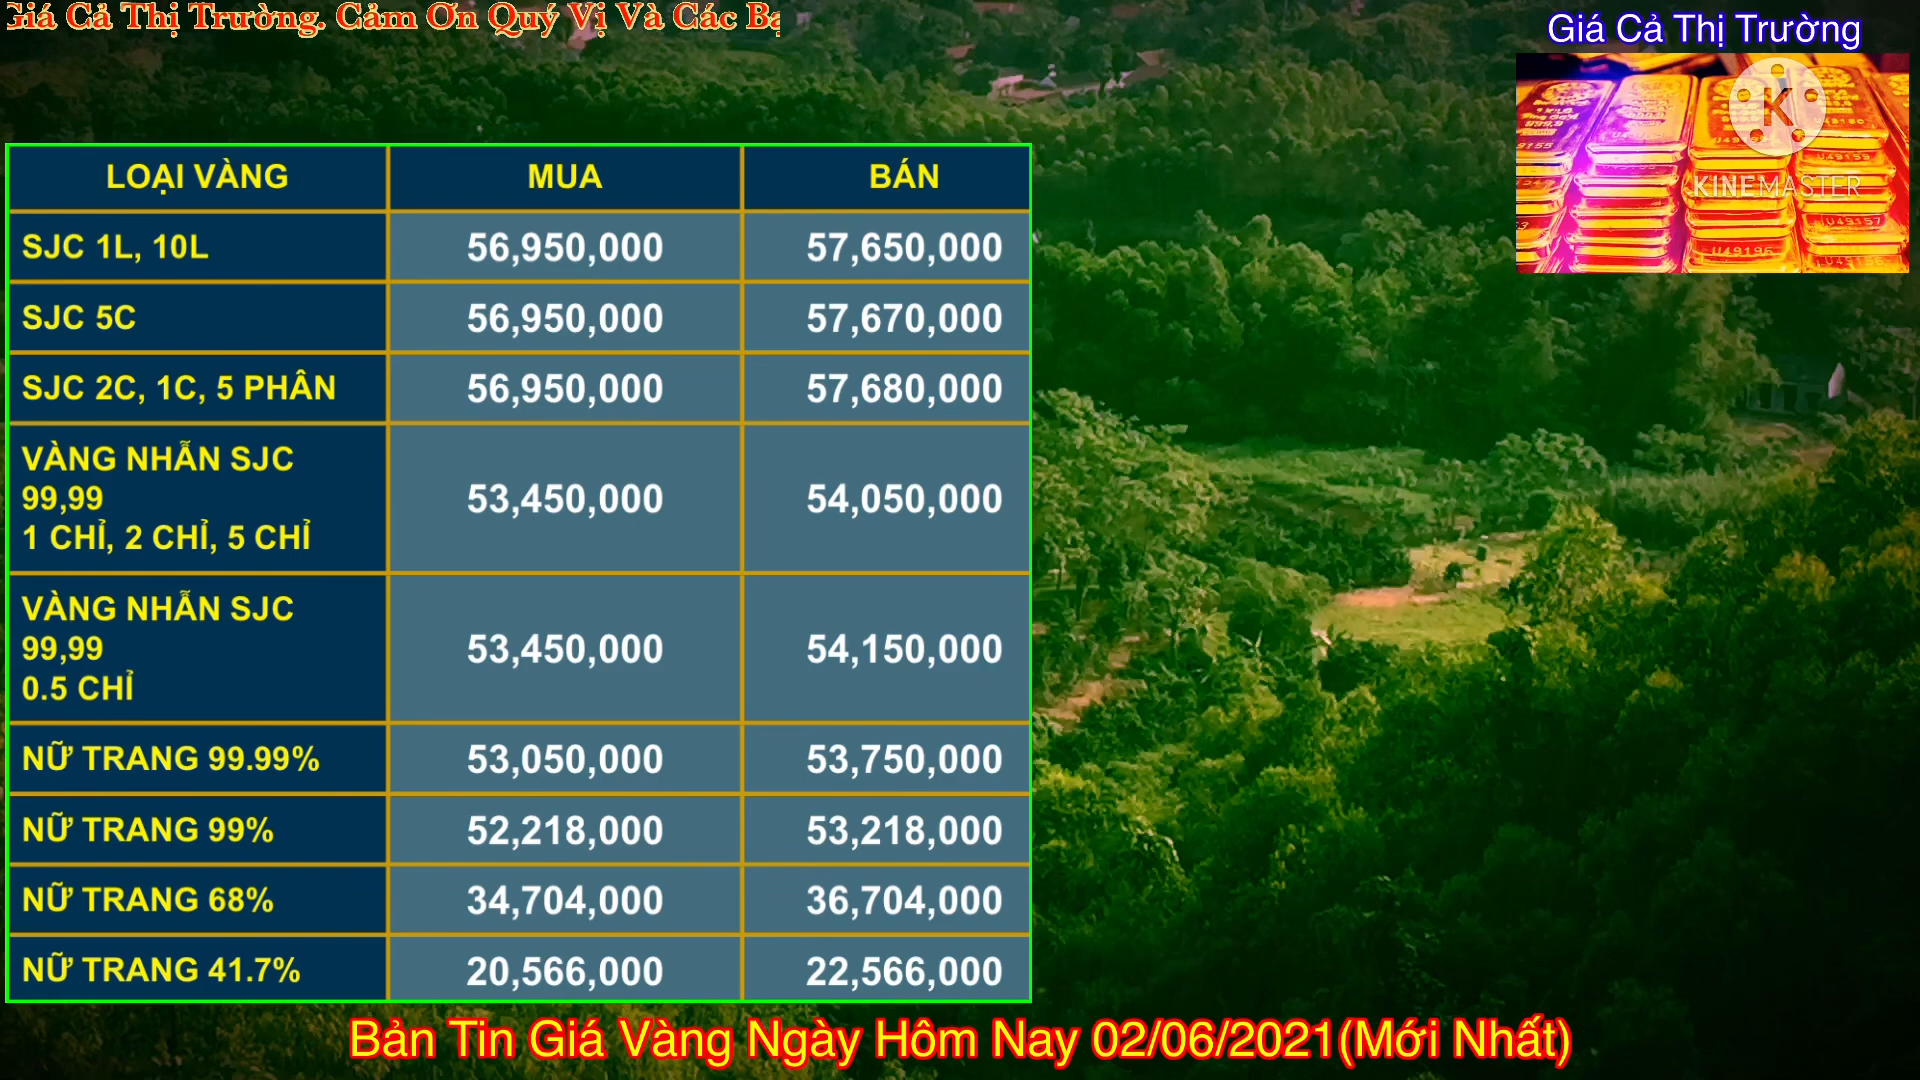 Giá Cả Thị Trường. Cảm Ơn Quý Vị Và Các
Giá Cả Thị Trường
KINEMASTER
LOẠI VÀNG MUA BÁN
SJC 1L, 10L 56,950,000 57,650,000
SJC 5C 56,950,000 57,670,000
SJC 2C, 1C, 5 PHÂN 56,950,000 57,680,000
VÀNG NHẪN SJC
99,99
1 CHỈ, 2 CHỈ, 5 CHỈ 53,450,000 54,050,000
VÀNG NHẪN SJC
99,99
0.5 CHỈ 53,450,000 54,150,000
NỮ TRANG 99.99% 53,050,000 53,750,000
NỮ TRANG 99% 52,218,000 53,218,000
NỮ TRANG 68% 34,704,000 36,704,000
NỮ TRANG 41.7% 20,566,000 22,566,000
Bản Tin Giá Vàng Ngày Hôm Nay 02/06/2021(Mới Nhất)